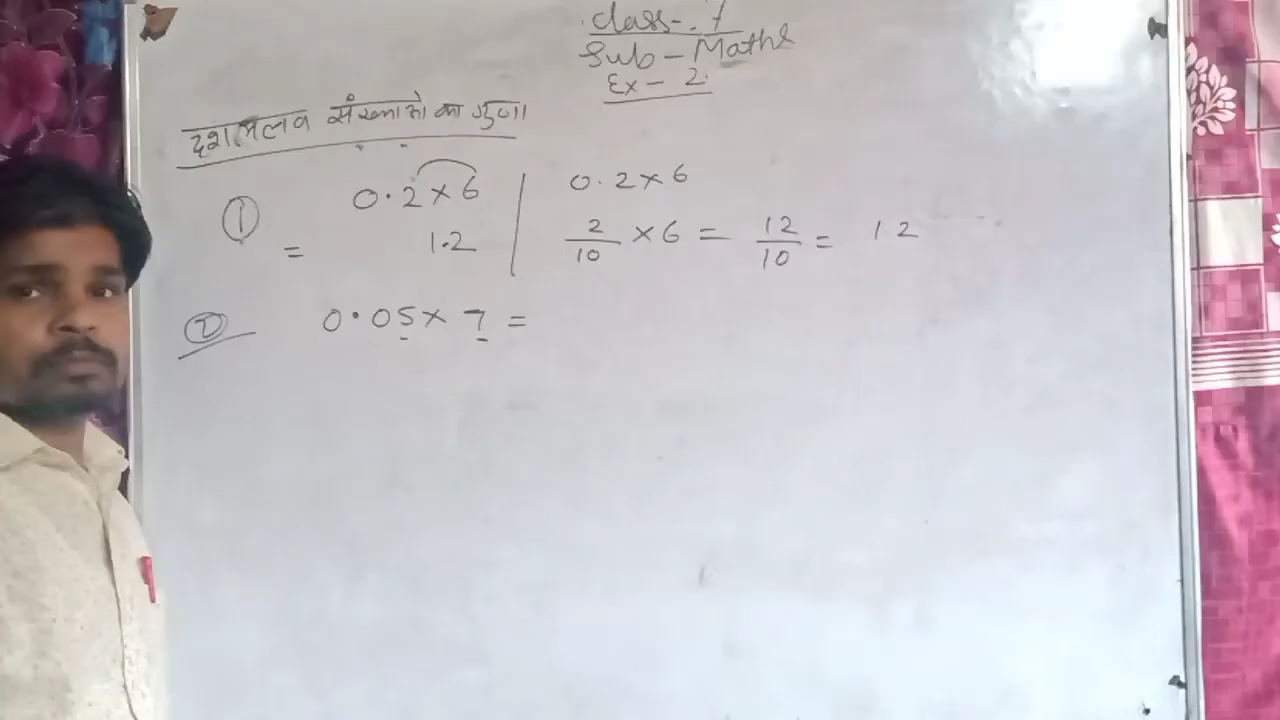 Class-. 7
Sub - Maths
Ex - 2.
दशमलव संख्याओ का गुणा
① 0.2 × 6
= 1.2
0.2 × 6
2/10 × 6 = 12/10 = 1 2
② 0.05 × 7 =